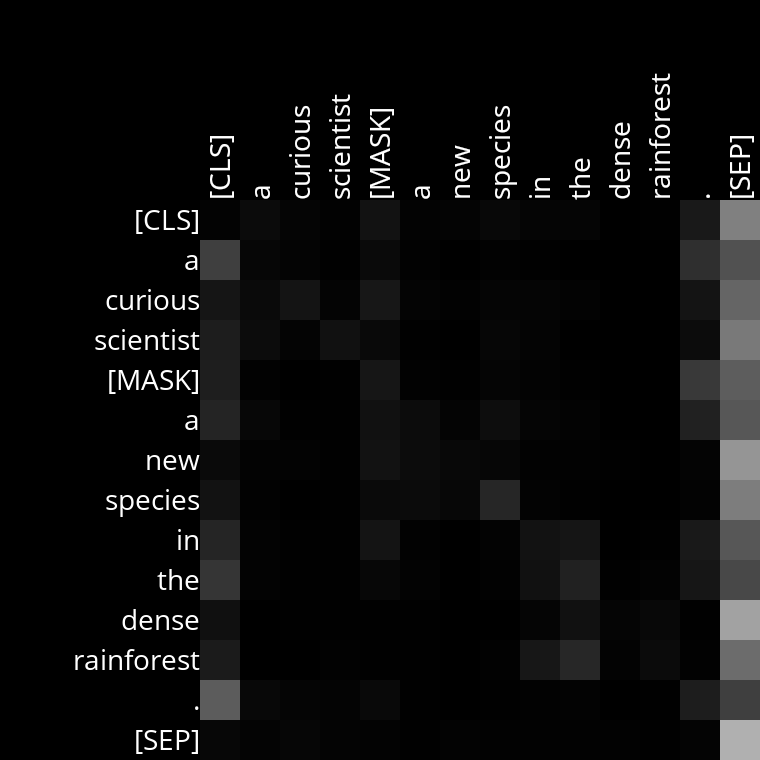 [CLS] a curious scientist [MASK] a new species in the dense rainforest . [SEP]
[CLS]
a
curious
scientist
[MASK]
a
new
species
in
the
dense
rainforest
.
[SEP]